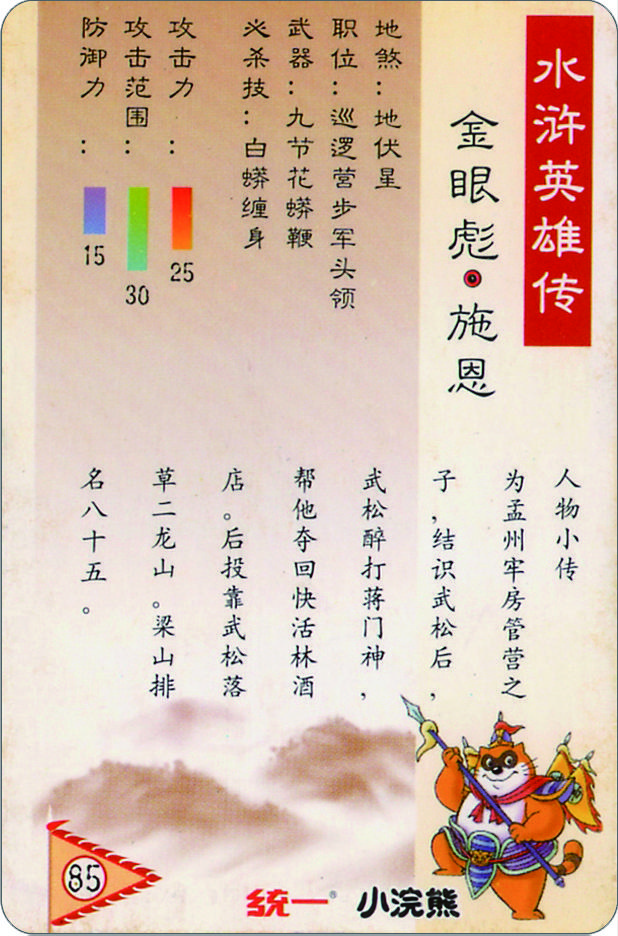 水浒英雄传
金眼彪·施恩
地煞：地伏星
职位：巡逻营步军头领
武器：九节花蟒鞭
必杀技：白蟒缠身
攻击力：
25
攻击范围：
30
防御力：
15
人物小传
为孟州牢房管营之
子，结识武松后，
武松醉打蒋门神，
帮他夺回快活林酒
店。后投靠武松落
草二龙山。梁山排
名八十五。
85
统一® 小浣熊